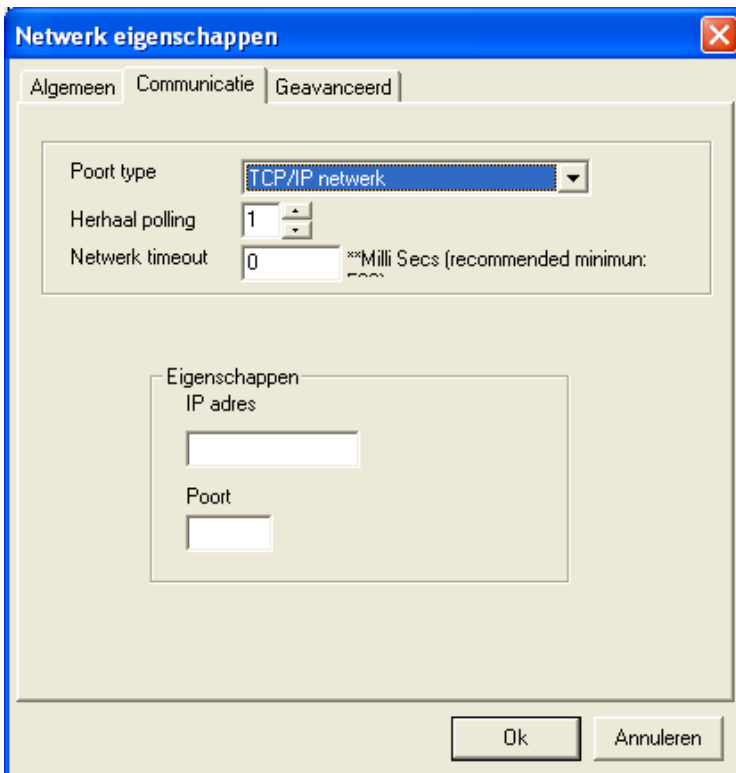 Netwerk eigenschappen
Algemeen Communicatie Geavanceerd
Poort type TCP/IP netwerk
Herhaal polling 1
Netwerk timeout 0 **Milli Secs (recommended minimun:
Eigenschappen
IP adres
Poort
Ok Annuleren